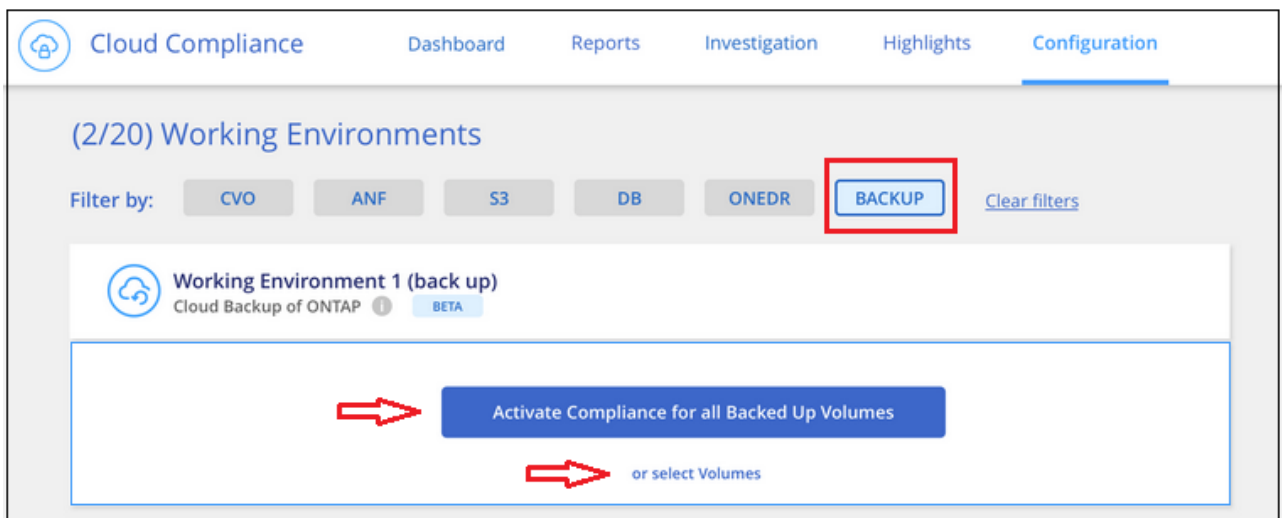 Cloud Compliance Dashboard Reports Investigation Highlights Configuration
(2/20) Working Environments
Filter by: CVO ANF S3 DB ONEDR BACKUP Clear filters
Working Environment 1 (back up)
Cloud Backup of ONTAP i BETA
Activate Compliance for all Backed Up Volumes
or select Volumes